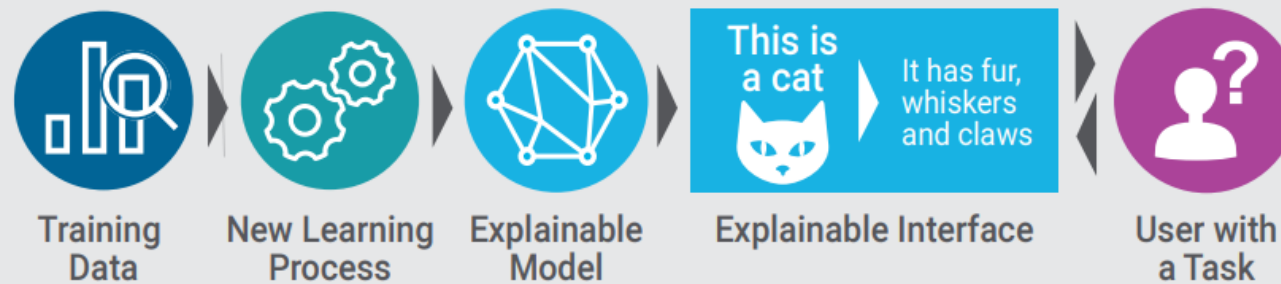 This is
a cat
It has fur,
whiskers
and claws
?
Training
Data
New Learning
Process
Explainable
Model
Explainable Interface
User with
a Task